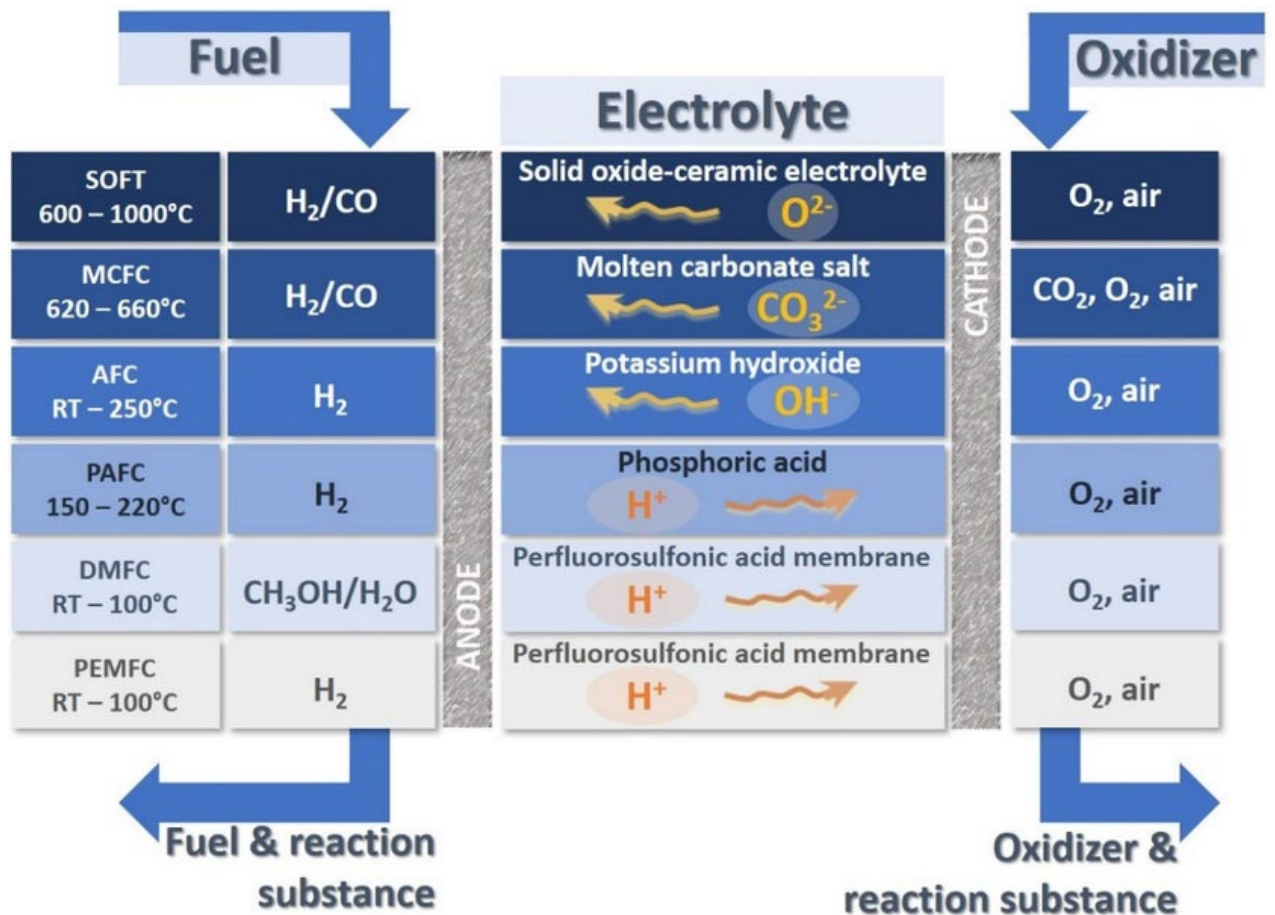 Fuel
Oxidizer
Electrolyte
SOFT
600 – 1000°C
H₂/CO
Solid oxide-ceramic electrolyte
O²⁻
O₂, air
MCFC
620 – 660°C
H₂/CO
Molten carbonate salt
CO₃²⁻
CO₂, O₂, air
AFC
RT – 250°C
H₂
Potassium hydroxide
OH⁻
O₂, air
PAFC
150 – 220°C
H₂
Phosphoric acid
H⁺
O₂, air
DMFC
RT – 100°C
CH₃OH/H₂O
Perfluorosulfonic acid membrane
H⁺
O₂, air
PEMFC
RT – 100°C
H₂
Perfluorosulfonic acid membrane
H⁺
O₂, air
ANODE
CATHODE
Fuel & reaction
substance
Oxidizer &
reaction substance